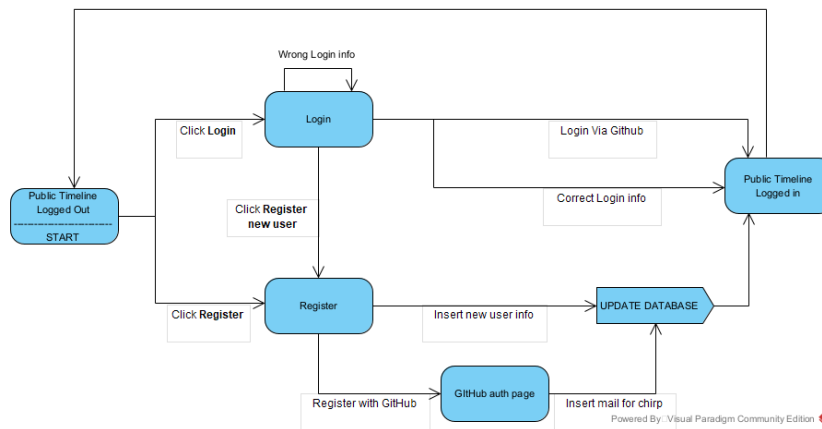 Wrong Login info
Login
Click Login
Login Via Github
Public Timeline
Logged in
Public Timeline
Logged Out
------------------------------
START
Click Register
new user
Correct Login info
Click Register
Register
Insert new user info
UPDATE DATABASE
Register with GitHub
GItHub auth page
Insert mail for chirp
Powered By Visual Paradigm Community Edition